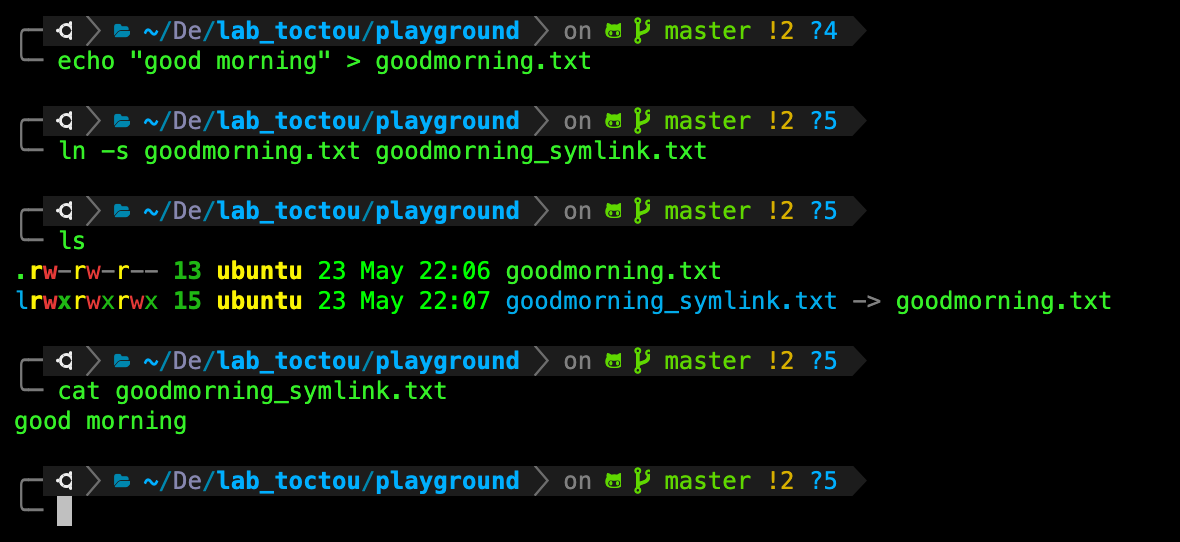 ~/De/lab_toctou/playground on master !2 ?4
echo "good morning" > goodmorning.txt
~/De/lab_toctou/playground on master !2 ?5
ln -s goodmorning.txt goodmorning_symlink.txt
~/De/lab_toctou/playground on master !2 ?5
ls
.rw-rw-r-- 13 ubuntu 23 May 22:06 goodmorning.txt
lrwxrwxrwx 15 ubuntu 23 May 22:07 goodmorning_symlink.txt -> goodmorning.txt
~/De/lab_toctou/playground on master !2 ?5
cat goodmorning_symlink.txt
good morning
~/De/lab_toctou/playground on master !2 ?5